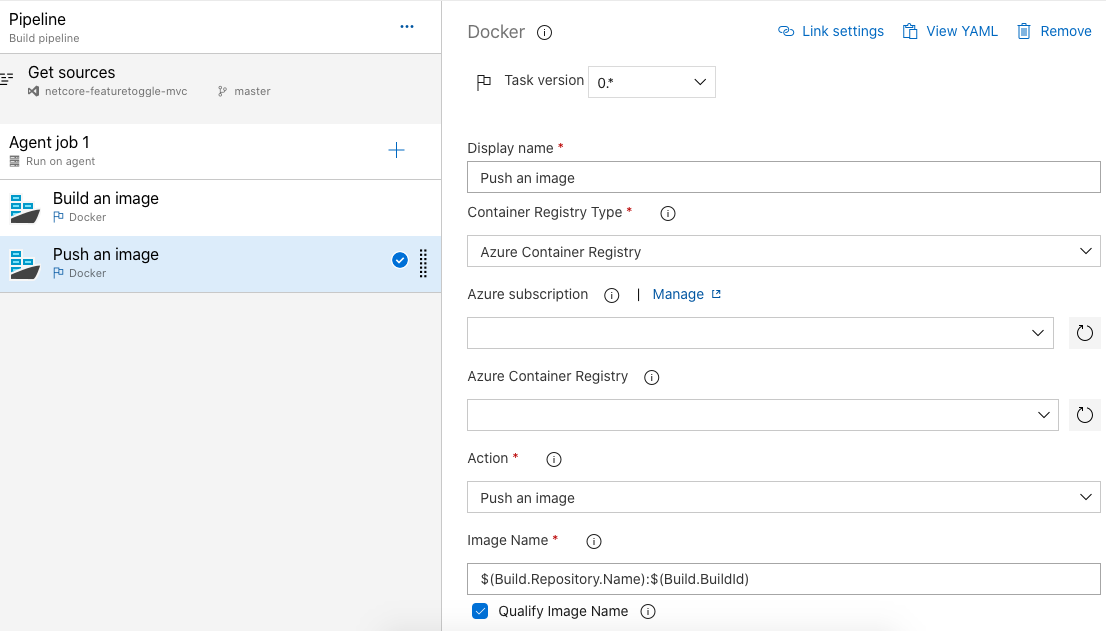 Pipeline
Build pipeline
Get sources
netcore-featuretoggle-mvc master
Agent job 1
Run on agent
Build an image
Docker
Push an image
Docker
Docker
Link settings View YAML Remove
Task version 0.*
Display name *
Push an image
Container Registry Type *
Azure Container Registry
Azure subscription | Manage
Azure Container Registry
Action *
Push an image
Image Name *
$(Build.Repository.Name):$(Build.BuildId)
Qualify Image Name